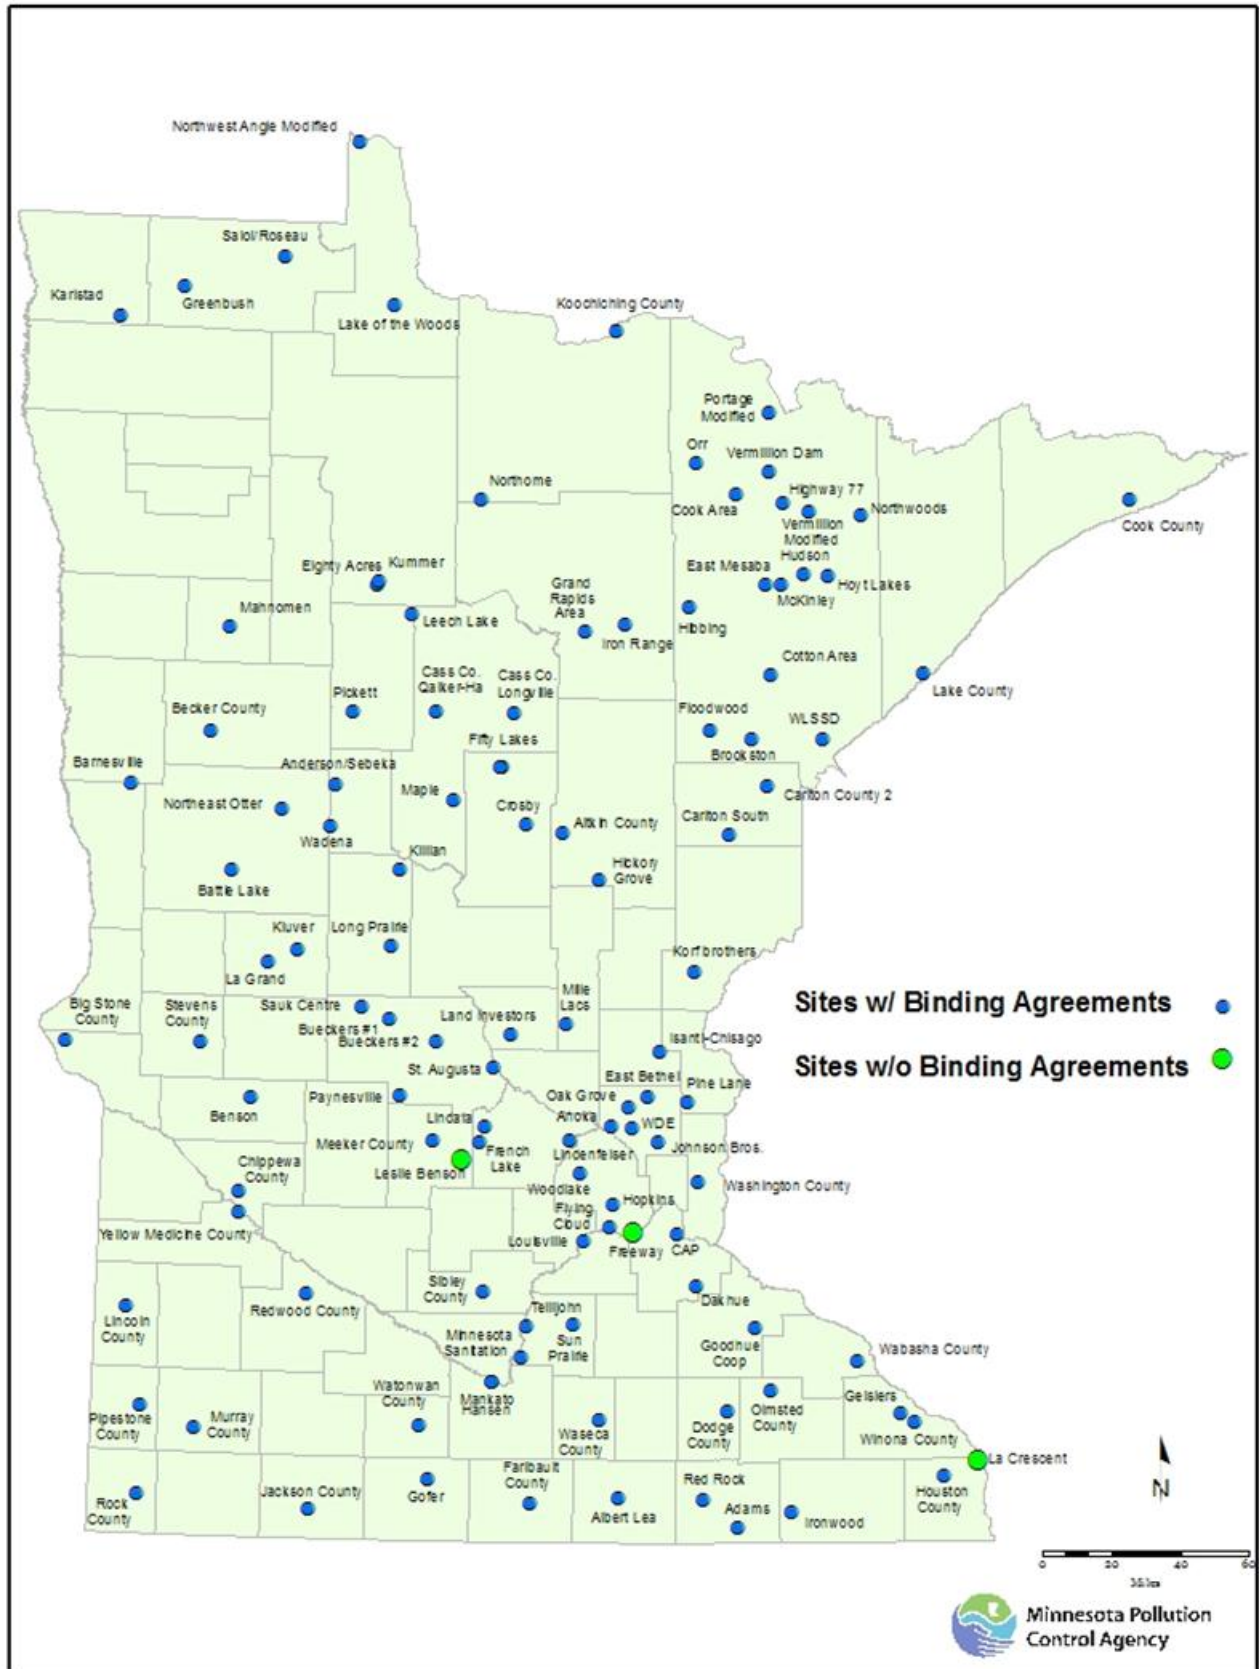 Northwest Angle Modified
Salol/Roseau
Karlstad
Greenbush
Lake of the Woods
Koochiching County
Portage
Modified
Orr
Vermillion Dam
Northome
Highway 77
Cook Area
Vermillion
Modified
Northwoods
Cook County
Hudson
Eighty Acres
Kummer
East Mesaba
Hoyt Lakes
McKinley
Grand
Rapids
Area
Mahnomen
Leech Lake
Iron Range
Hibbing
Cotton Area
Lake County
Cass Co.
Qalker-Ha
Cass Co.
Longville
Pickett
Becker County
Floodwood
WLSSD
Fifty Lakes
Brookston
Barnesville
Anderson/Sebeka
Maple
Northeast Otter
Crosby
Carlton County 2
Aitkin County
Carlton South
Wadena
Killian
Hickory
Grove
Battle Lake
Kluver
Long Prairie
Korf brothers
La Grand
Mille
Lacs
Big Stone
County
Stevens
County
Sauk Centre
Sites w/ Binding Agreements
Land Investors
Bueckers #1
Bueckers #2
Isanti-Chisago
St. Augusta
Sites w/o Binding Agreements
East Bethel
Pine Lane
Paynesville
Oak Grove
Benson
Lindala
Anoka
WDE
Meeker County
French
Lake
Lindenfelser
Johnson Bros.
Chippewa
County
Leslie Benson
Woodlake
Washington County
Hopkins
Flying
Cloud
Yellow Medicine County
Louisville
Freeway
CAP
Sibley
County
Dakhue
Redwood County
Lincoln
County
Tellijohn
Minnesota
Sanitation
Sun
Prairie
Goodhue
Coop
Wabasha County
Watonwan
County
Mankato
Hansen
Geislers
Pipestone
County
Murray
County
Olmsted
County
Dodge
County
Waseca
County
Winona County
La Crescent
Faribault
County
Red Rock
Houston
County
Jackson County
Gofer
Rock
County
Albert Lea
Adams
Ironwood
N
0 20 40 60
Minnesota Pollution
Control Agency